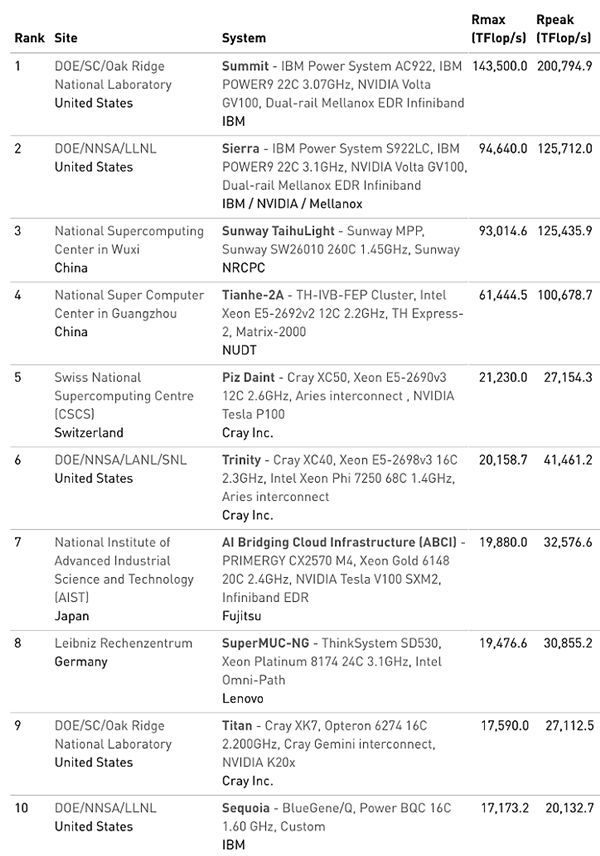 Rmax Rpeak
Rank Site System (TFlop/s) (TFlop/s)
1 DOE/SC/Oak Ridge Summit - IBM Power System AC922, IBM 143,500.0 200,794.9
National Laboratory POWER9 22C 3.07GHz, NVIDIA Volta
United States GV100, Dual-rail Mellanox EDR Infiniband
IBM
2 DOE/NNSA/LLNL Sierra - IBM Power System S922LC, IBM 94,640.0 125,712.0
United States POWER9 22C 3.1GHz, NVIDIA Volta GV100,
Dual-rail Mellanox EDR Infiniband
IBM / NVIDIA / Mellanox
3 National Supercomputing Sunway TaihuLight - Sunway MPP, 93,014.6 125,435.9
Center in Wuxi Sunway SW26010 260C 1.45GHz, Sunway
China NRCPC
4 National Super Computer Tianhe-2A - TH-IVB-FEP Cluster, Intel 61,444.5 100,678.7
Center in Guangzhou Xeon E5-2692v2 12C 2.2GHz, TH Express-
China 2, Matrix-2000
NUDT
5 Swiss National Piz Daint - Cray XC50, Xeon E5-2690v3 21,230.0 27,154.3
Supercomputing Centre 12C 2.6GHz, Aries interconnect , NVIDIA
(CSCS) Tesla P100
Switzerland Cray Inc.
6 DOE/NNSA/LANL/SNL Trinity - Cray XC40, Xeon E5-2698v3 16C 20,158.7 41,461.2
United States 2.3GHz, Intel Xeon Phi 7250 68C 1.4GHz,
Aries interconnect
Cray Inc.
7 National Institute of AI Bridging Cloud Infrastructure (ABCI) - 19,880.0 32,576.6
Advanced Industrial PRIMERGY CX2570 M4, Xeon Gold 6148
Science and Technology 20C 2.4GHz, NVIDIA Tesla V100 SXM2,
(AIST) Infiniband EDR
Japan Fujitsu
8 Leibniz Rechenzentrum SuperMUC-NG - ThinkSystem SD530, 19,476.6 30,855.2
Germany Xeon Platinum 8174 24C 3.1GHz, Intel
Omni-Path
Lenovo
9 DOE/SC/Oak Ridge Titan - Cray XK7, Opteron 6274 16C 17,590.0 27,112.5
National Laboratory 2.200GHz, Cray Gemini interconnect,
United States NVIDIA K20x
Cray Inc.
10 DOE/NNSA/LLNL Sequoia - BlueGene/Q, Power BQC 16C 17,173.2 20,132.7
United States 1.60 GHz, Custom
IBM